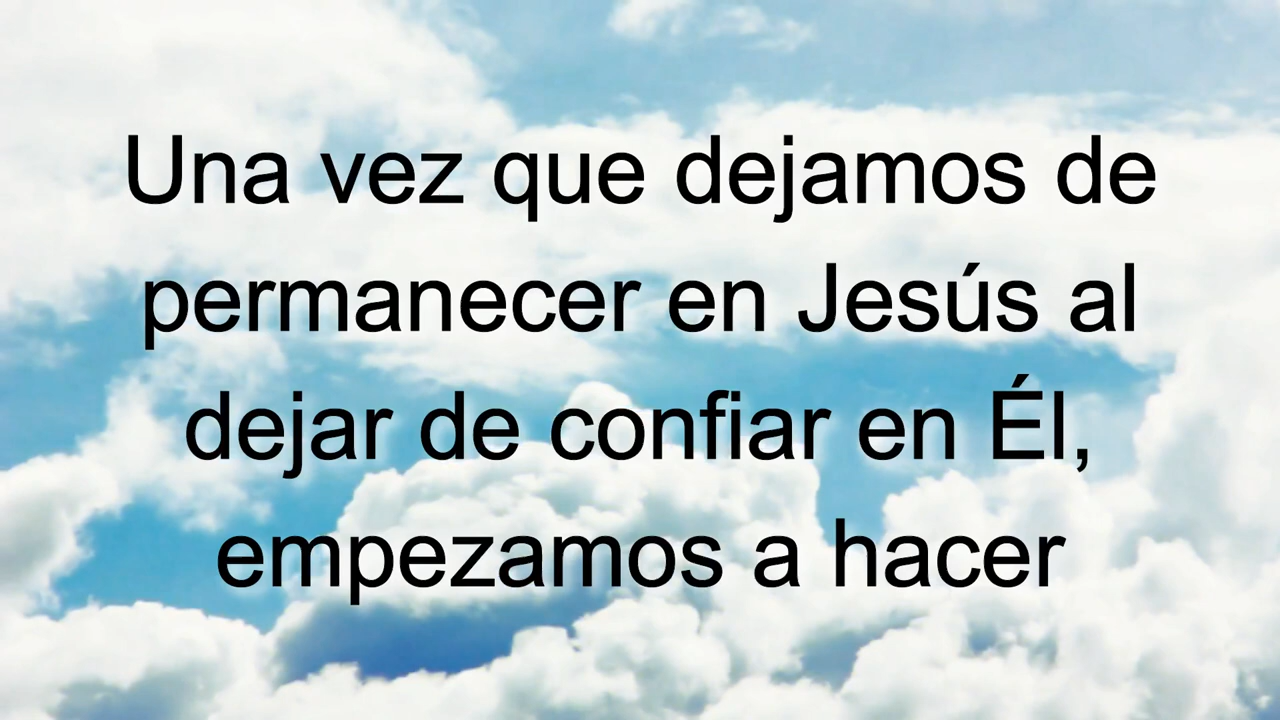 Una vez que dejamos de
permanecer en Jesús al
dejar de confiar en Él,
empezamos a hacer